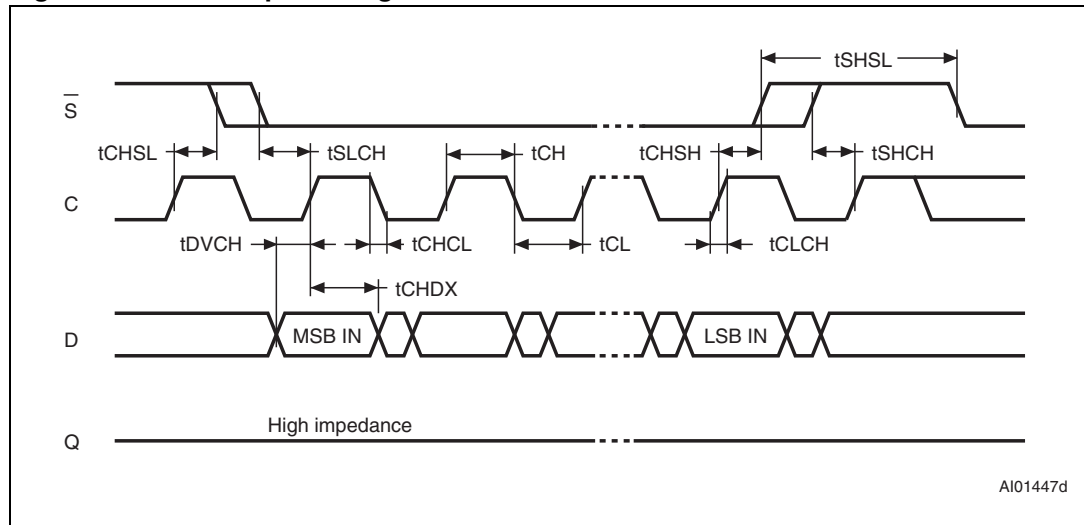 tSHSL
S
tCHSL
tSLCH
tCH
tCHSH
tSHCH
C
tDVCH
tCHCL
tCL
tCLCH
tCHDX
D
MSB IN
LSB IN
High impedance
Q
AI01447d